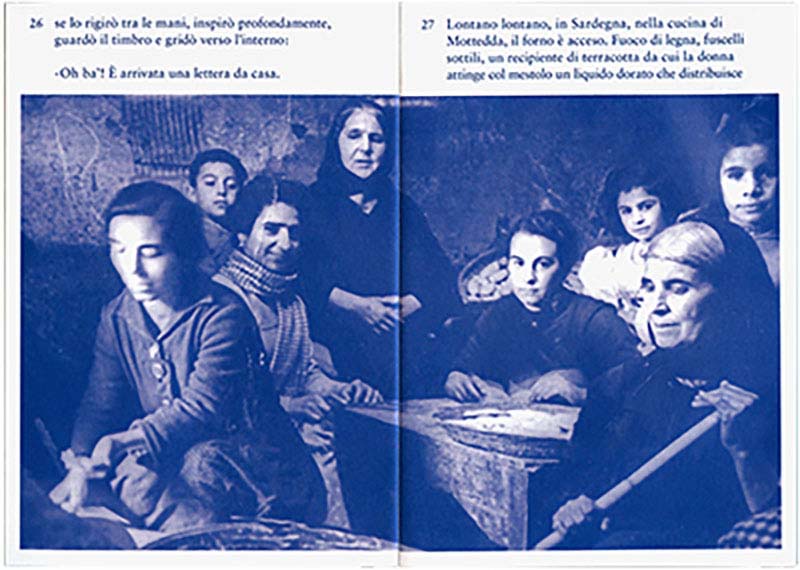 26 se lo rigirò tra le mani, inspirò profondamente,
guardò il timbro e gridò verso l'interno:
-Oh ba'! È arrivata una lettera da casa.
27 Lontano lontano, in Sardegna, nella cucina di
Mottedda, il forno è acceso. Fuoco di legna, fuscelli
sottili, un recipiente di terracotta da cui la donna
attinge col mestolo un liquido dorato che distribuisce